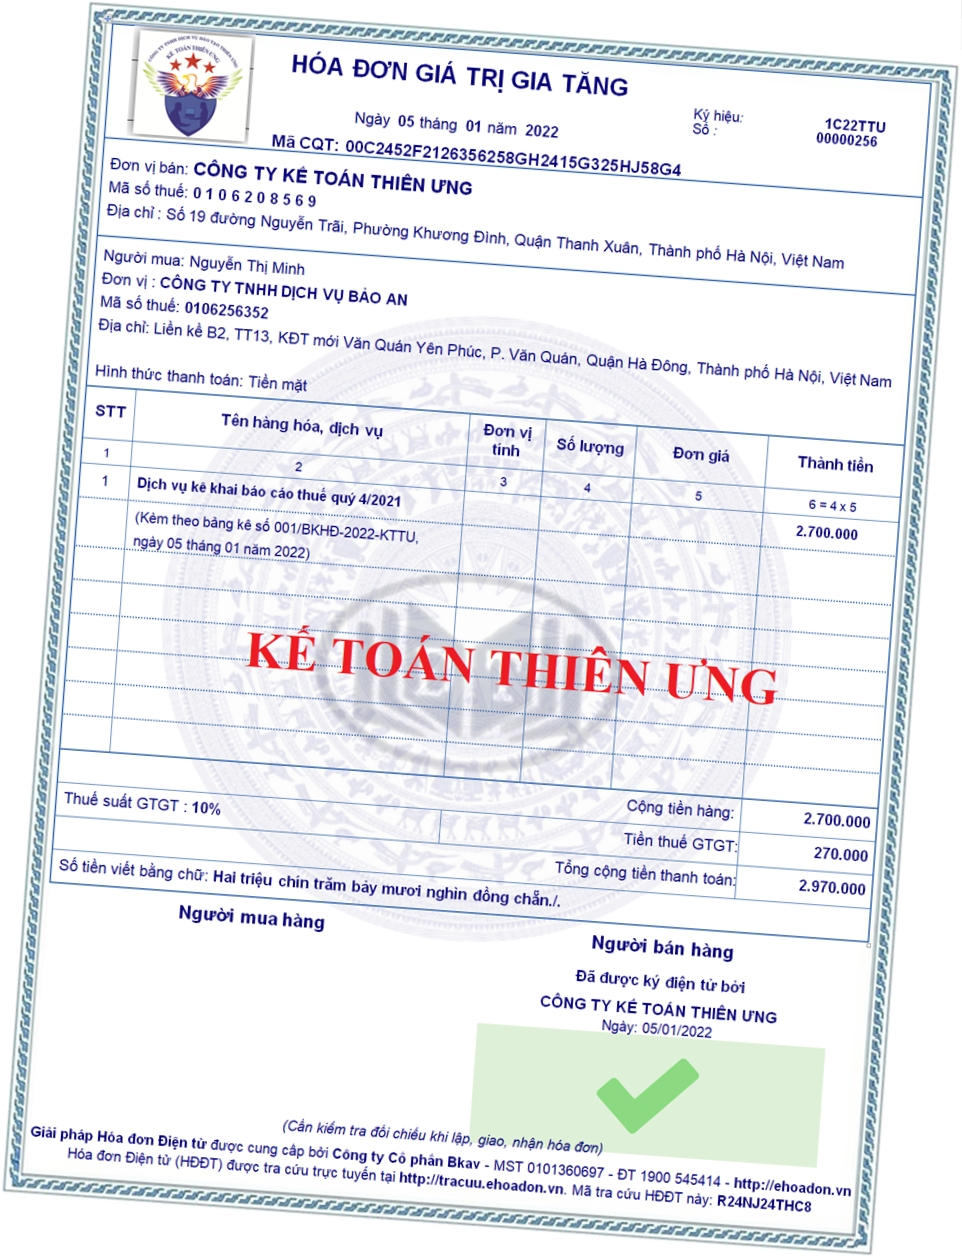 CÔNG TY TNHH DỊCH VỤ ĐÀO TẠO THIÊN ƯNG
KẾ TOÁN THIÊN ƯNG
HÓA ĐƠN GIÁ TRỊ GIA TĂNG
Ngày 05 tháng 01 năm 2022
Ký hiệu: 1C22TTU
Số : 00000256
Mã CQT: 00C2452F2126356258GH2415G325HJ58G4
Đơn vị bán: CÔNG TY KẾ TOÁN THIÊN ƯNG
Mã số thuế: 0 1 0 6 2 0 8 5 6 9
Địa chỉ : Số 19 đường Nguyễn Trãi, Phường Khương Đình, Quận Thanh Xuân, Thành phố Hà Nội, Việt Nam
Người mua: Nguyễn Thị Minh
Đơn vị : CÔNG TY TNHH DỊCH VỤ BẢO AN
Mã số thuế: 0106256352
Địa chỉ: Liền kề B2, TT13, KĐT mới Văn Quán Yên Phúc, P. Văn Quán, Quận Hà Đông, Thành phố Hà Nội, Việt Nam
Hình thức thanh toán: Tiền mặt
STT Tên hàng hóa, dịch vụ Đơn vị tính Số lượng Đơn giá Thành tiền
1 2 3 4 5 6 = 4 x 5
1 Dịch vụ kê khai báo cáo thuế quý 4/2021 2.700.000
(Kèm theo bảng kê số 001/BKHĐ-2022-KTTU,
ngày 05 tháng 01 năm 2022)
KẾ TOÁN THIÊN ƯNG
Cộng tiền hàng: 2.700.000
Thuế suất GTGT : 10% Tiền thuế GTGT: 270.000
Tổng cộng tiền thanh toán: 2.970.000
Số tiền viết bằng chữ: Hai triệu chín trăm bảy mươi nghìn đồng chẵn./.
Người mua hàng Người bán hàng
Đã được ký điện tử bởi
CÔNG TY KẾ TOÁN THIÊN ƯNG
Ngày: 05/01/2022
(Cần kiểm tra đối chiếu khi lập, giao, nhận hóa đơn)
Giải pháp Hóa đơn Điện tử được cung cấp bởi Công ty Cổ phần Bkav - MST 0101360697 - ĐT 1900 545414 - http://ehoadon.vn
Hóa đơn Điện tử (HĐĐT) được tra cứu trực tuyến tại http://tracuu.ehoadon.vn. Mã tra cứu HĐĐT này: R24NJ24THC8